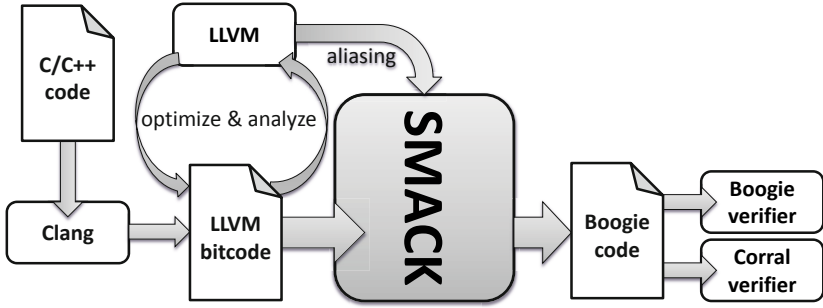 C/C++
code
LLVM
aliasing
optimize & analyze
SMACK
Clang
LLVM
bitcode
Boogie
code
Boogie
verifier
Corral
verifier